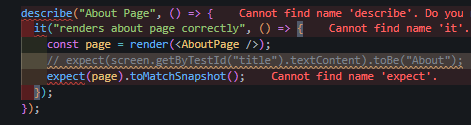 describe("About Page", () => {    Cannot find name 'describe'. Do you
  it("renders about page correctly", () => {    Cannot find name 'it'.
    const page = render(<AboutPage />);
    // expect(screen.getByTestId("title").textContent).toBe("About");
    expect(page).toMatchSnapshot();    Cannot find name 'expect'.
  });
});